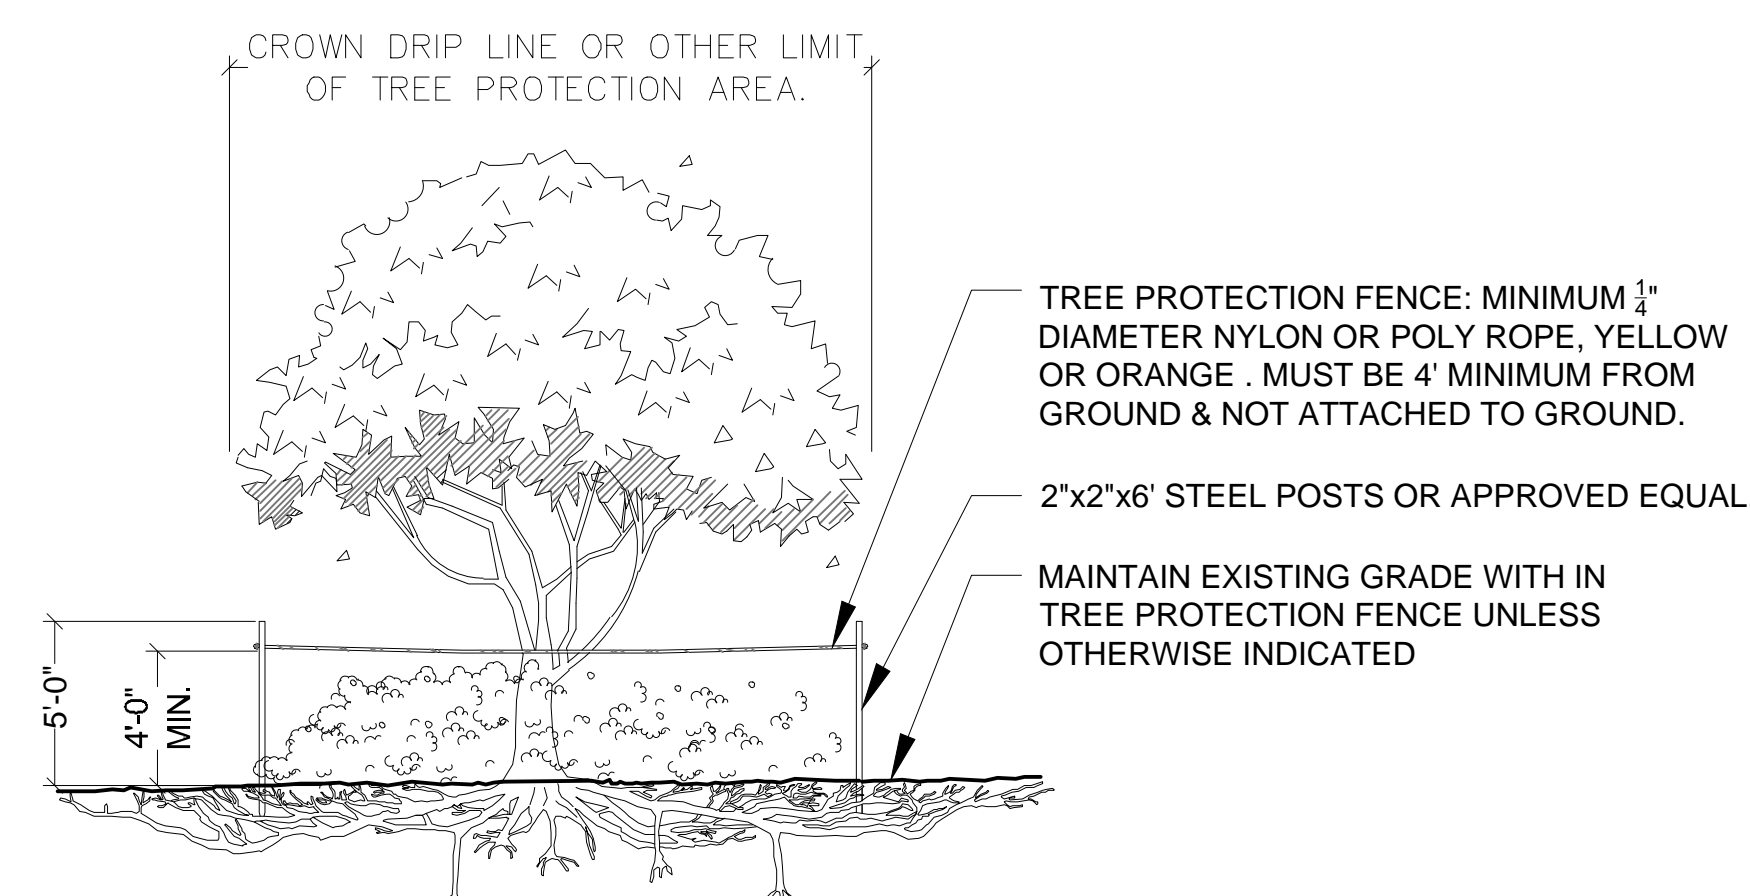 CROWN DRIP LINE OR OTHER LIMIT
OF TREE PROTECTION AREA.
TREE PROTECTION FENCE: MINIMUM 1/4"
DIAMETER NYLON OR POLY ROPE, YELLOW
OR ORANGE . MUST BE 4' MINIMUM FROM
GROUND & NOT ATTACHED TO GROUND.
2"x2"x6' STEEL POSTS OR APPROVED EQUAL
MAINTAIN EXISTING GRADE WITH IN
TREE PROTECTION FENCE UNLESS
OTHERWISE INDICATED
5'-0"
4'-0"
MIN.